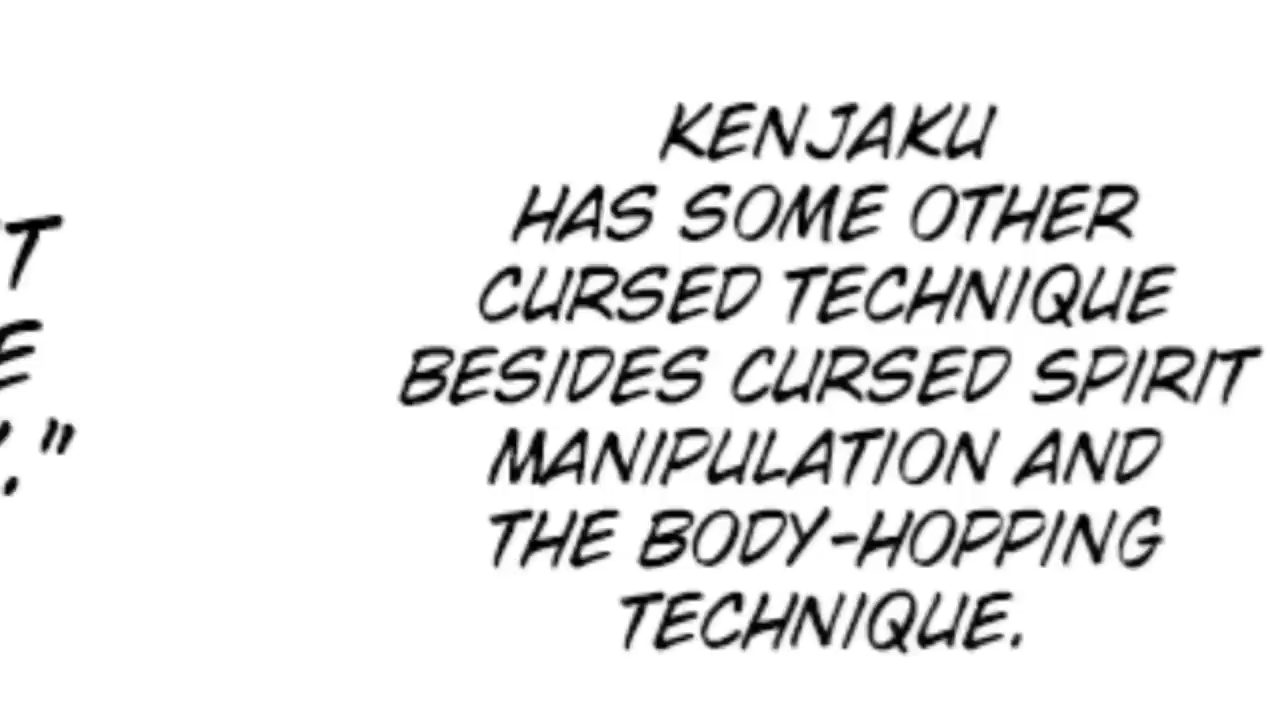 T
E
."
KENJAKU
HAS SOME OTHER
CURSED TECHNIQUE
BESIDES CURSED SPIRIT
MANIPULATION AND
THE BODY-HOPPING
TECHNIQUE.